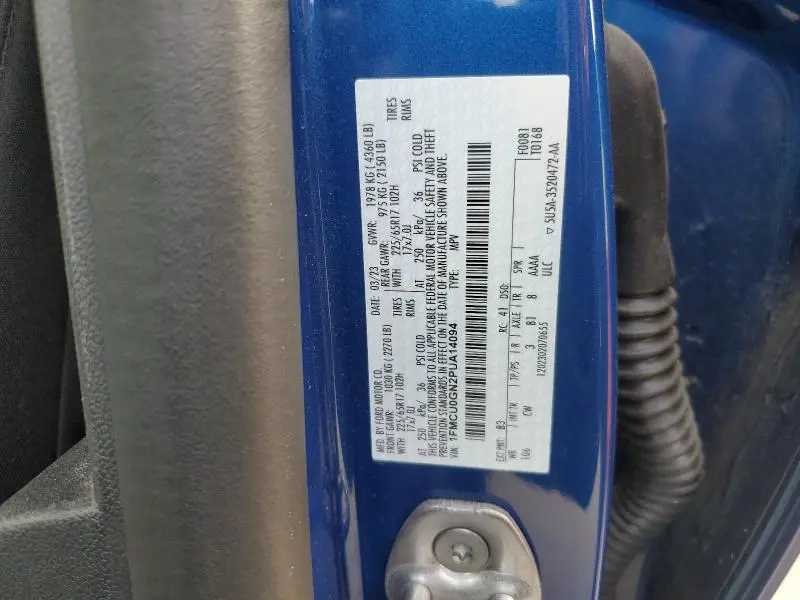 MFD. BY FORD MOTOR CO.
DATE: 03/23 GVWR: 1978 KG ( 4360 LB)
FRONT GAWR: 1030 KG ( 2270 LB) REAR GAWR: 975 KG ( 2150 LB)
WITH 225/65R17 102H TIRES WITH 225/65R17 102H TIRES
17x7.0J RIMS 17x7.0J RIMS
AT 250 kPa/ 36 PSI COLD AT 250 kPa/ 36 PSI COLD
THIS VEHICLE CONFORMS TO ALL APPLICABLE FEDERAL MOTOR VEHICLE SAFETY AND THEFT
PREVENTION STANDARDS IN EFFECT ON THE DATE OF MANUFACTURE SHOWN ABOVE.
VIN: 1FMCU0GN2PUA14094 TYPE: MPV
F0081
T0168
EXT PNT: B3 RC: 41 DSO:
WB INT TR TP/PS R AXLE TR SPR
106 CW 3 B1 8 AAAA
ULC
1202302070655
▽ 5U5A-3520472-AA